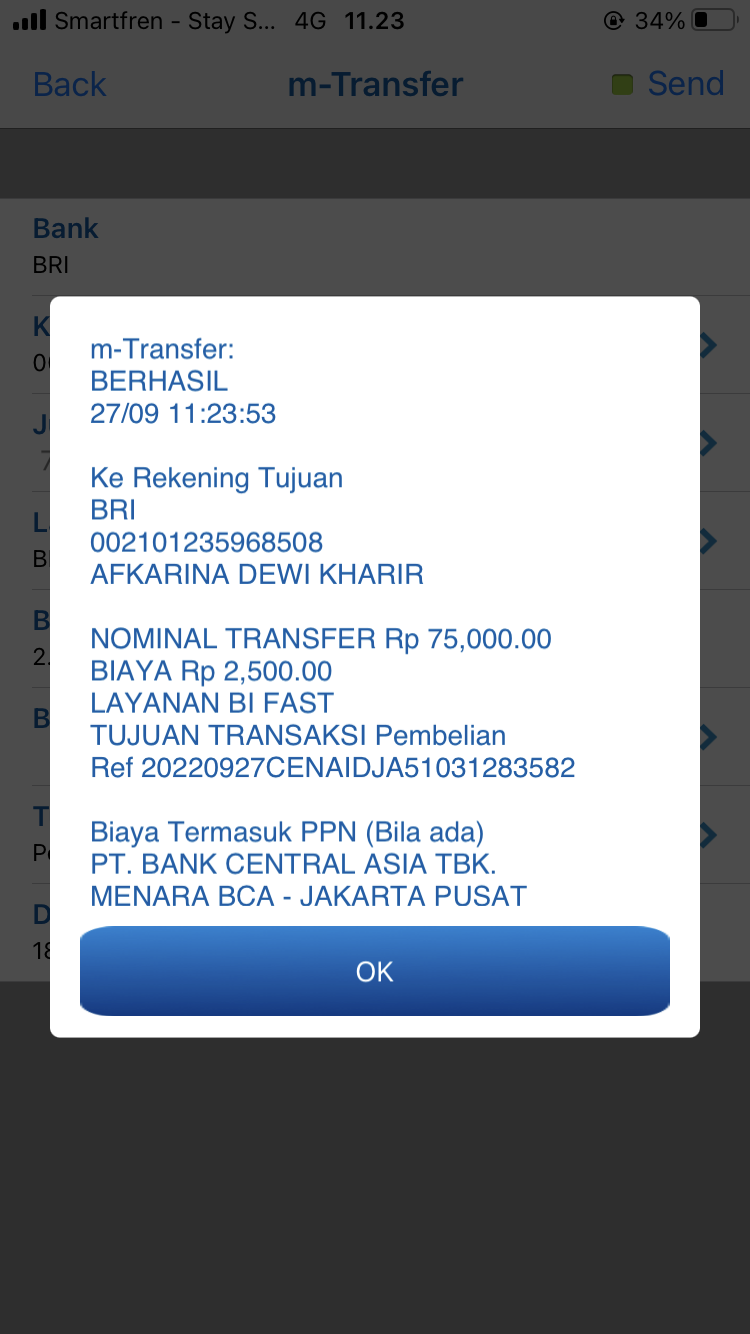 Smartfren - Stay S... 4G 11.23 34%
Back m-Transfer Send
Bank
BRI
m-Transfer:
BERHASIL
27/09 11:23:53
Ke Rekening Tujuan
BRI
002101235968508
AFKARINA DEWI KHARIR
NOMINAL TRANSFER Rp 75,000.00
BIAYA Rp 2,500.00
LAYANAN BI FAST
TUJUAN TRANSAKSI Pembelian
Ref 20220927CENAIDJA51031283582
Biaya Termasuk PPN (Bila ada)
PT. BANK CENTRAL ASIA TBK.
MENARA BCA - JAKARTA PUSAT
OK